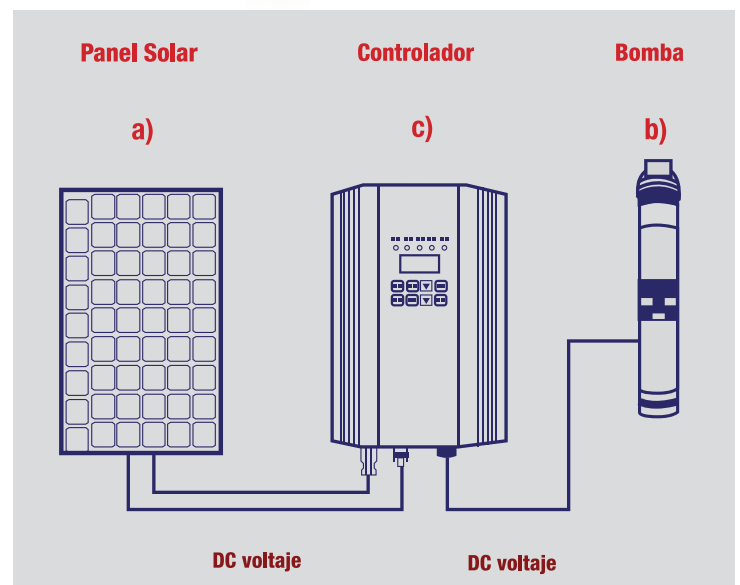 Panel Solar
Controlador
Bomba
a)
c)
b)
DC voltaje
DC voltaje